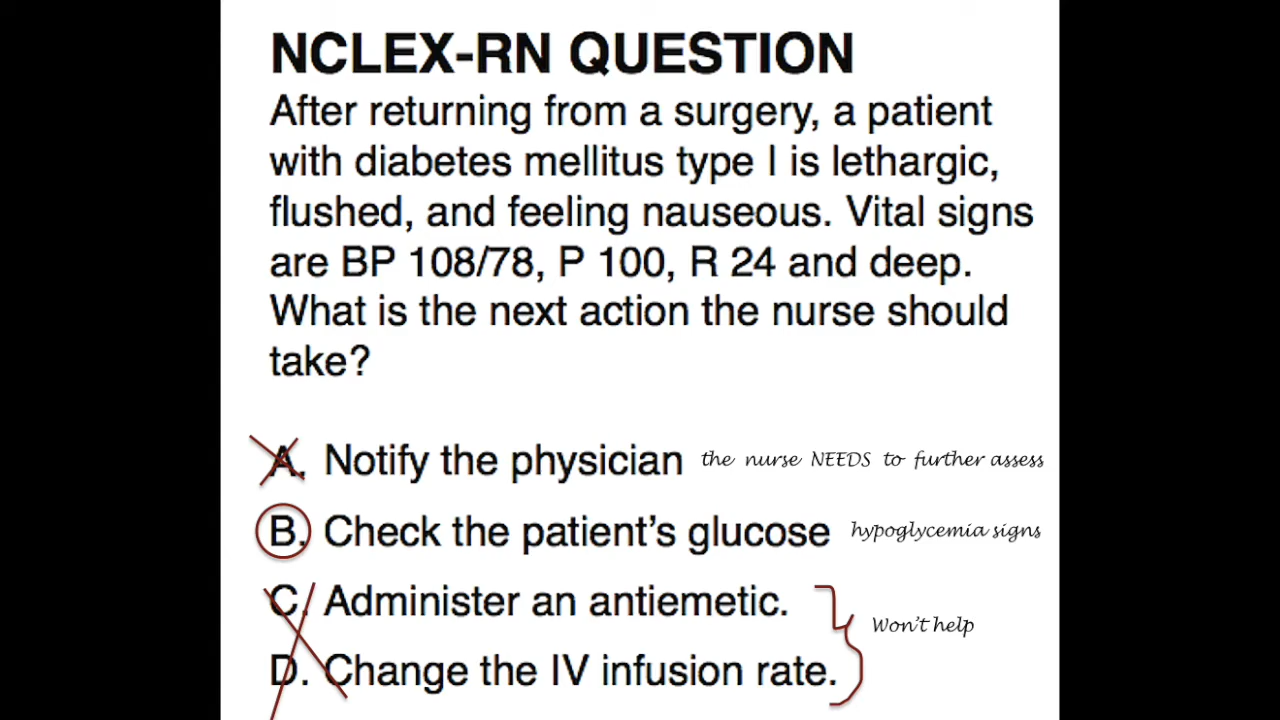 NCLEX-RN QUESTION
After returning from a surgery, a patient
with diabetes mellitus type I is lethargic,
flushed, and feeling nauseous. Vital signs
are BP 108/78, P 100, R 24 and deep.
What is the next action the nurse should
take?
A. Notify the physician the nurse NEEDS to further assess
B. Check the patient's glucose hypoglycemia signs
C. Administer an antiemetic.
Won't help
D. Change the IV infusion rate.